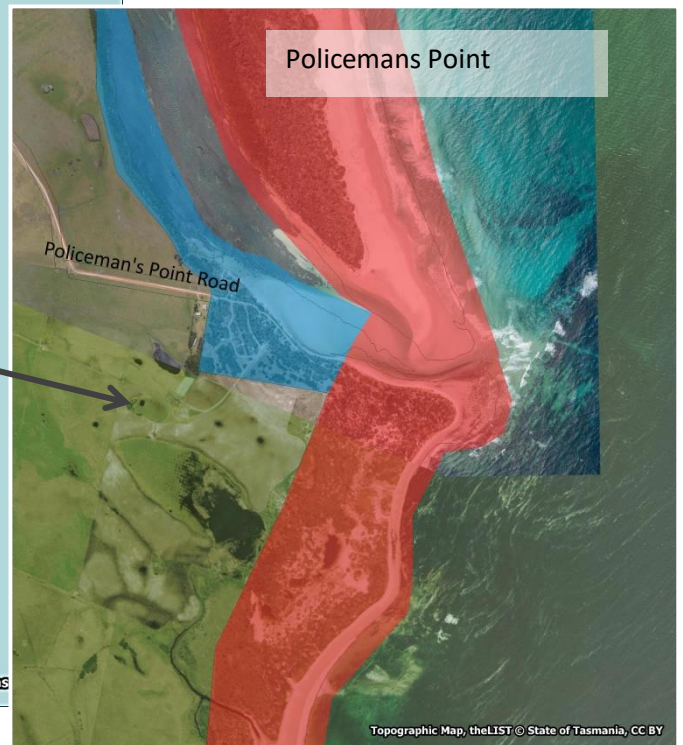 Policemans Point
Policeman's Point Road
Topographic Map, theLIST © State of Tasmania, CC BY